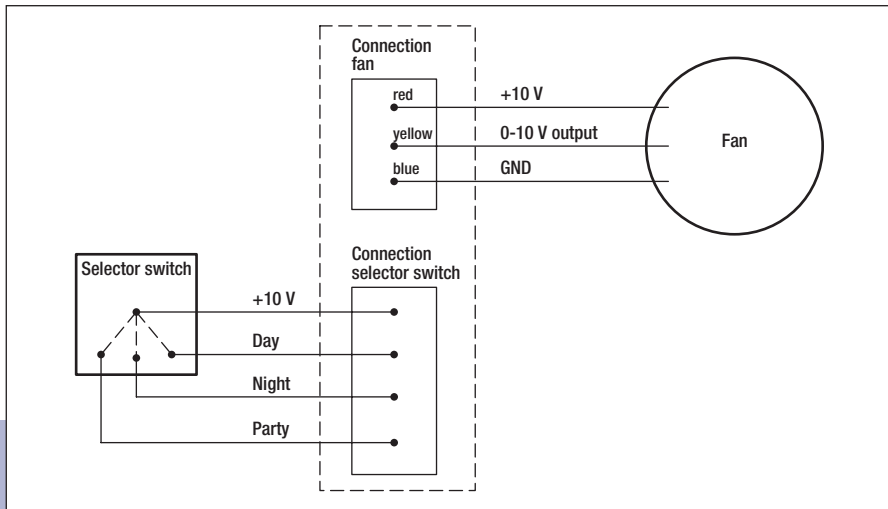 Connection
fan
red
+10 V
yellow
0-10 V output
Fan
blue
GND
Connection
selector switch
Selector switch
+10 V
Day
Night
Party